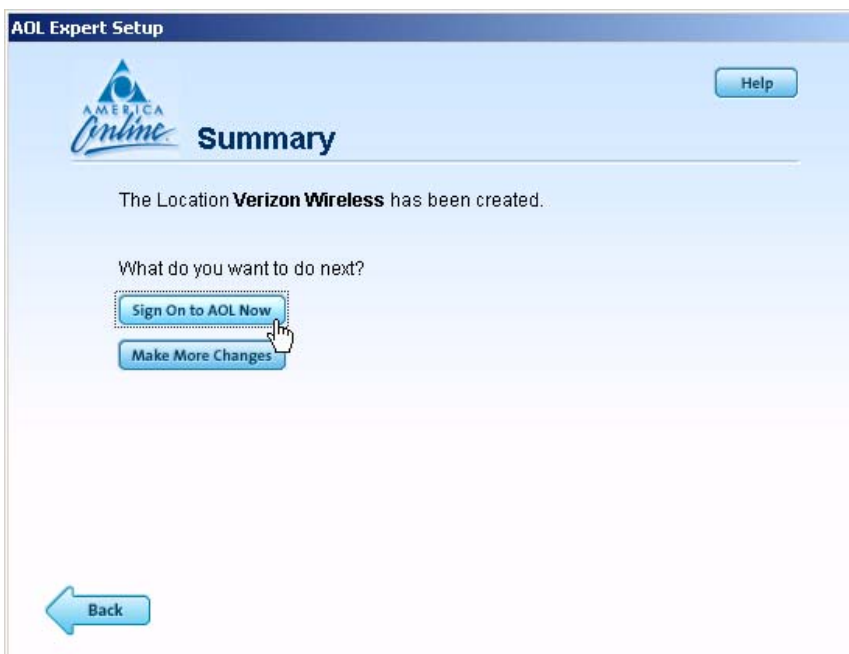 AOL Expert Setup
Help
AMERICA
Online
Summary
The Location Verizon Wireless has been created.
What do you want to do next?
Sign On to AOL Now
Make More Changes
Back